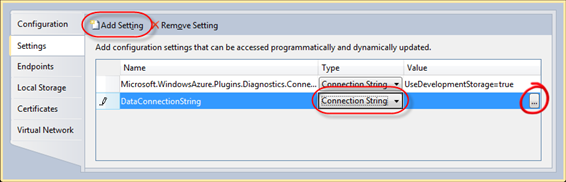 Configuration
Settings
Endpoints
Local Storage
Certificates
Virtual Network
Add Setting
Remove Setting
Add configuration settings that can be accessed programmatically and dynamically updated.
Name Type Value
Microsoft.WindowsAzure.Plugins.Diagnostics.Conne... Connection String UseDevelopmentStorage=true
DataConnectionString Connection String ...